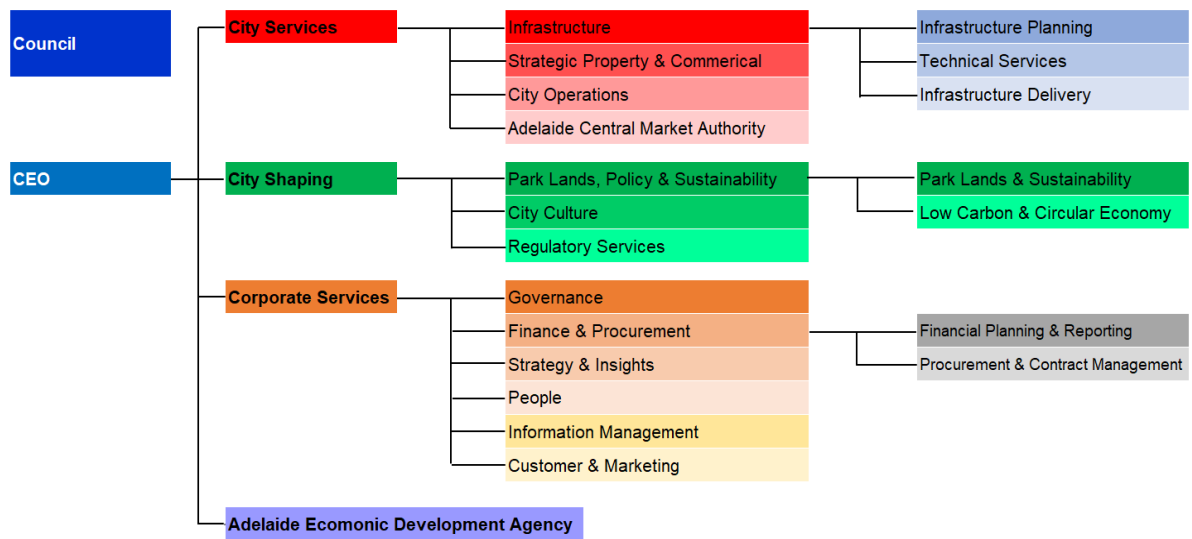 Council
CEO
City Services
Infrastructure
Strategic Property & Commerical
City Operations
Adelaide Central Market Authority
Infrastructure Planning
Technical Services
Infrastructure Delivery
City Shaping
Park Lands, Policy & Sustainability
City Culture
Regulatory Services
Park Lands & Sustainability
Low Carbon & Circular Economy
Corporate Services
Governance
Finance & Procurement
Strategy & Insights
People
Information Management
Customer & Marketing
Financial Planning & Reporting
Procurement & Contract Management
Adelaide Ecomonic Development Agency